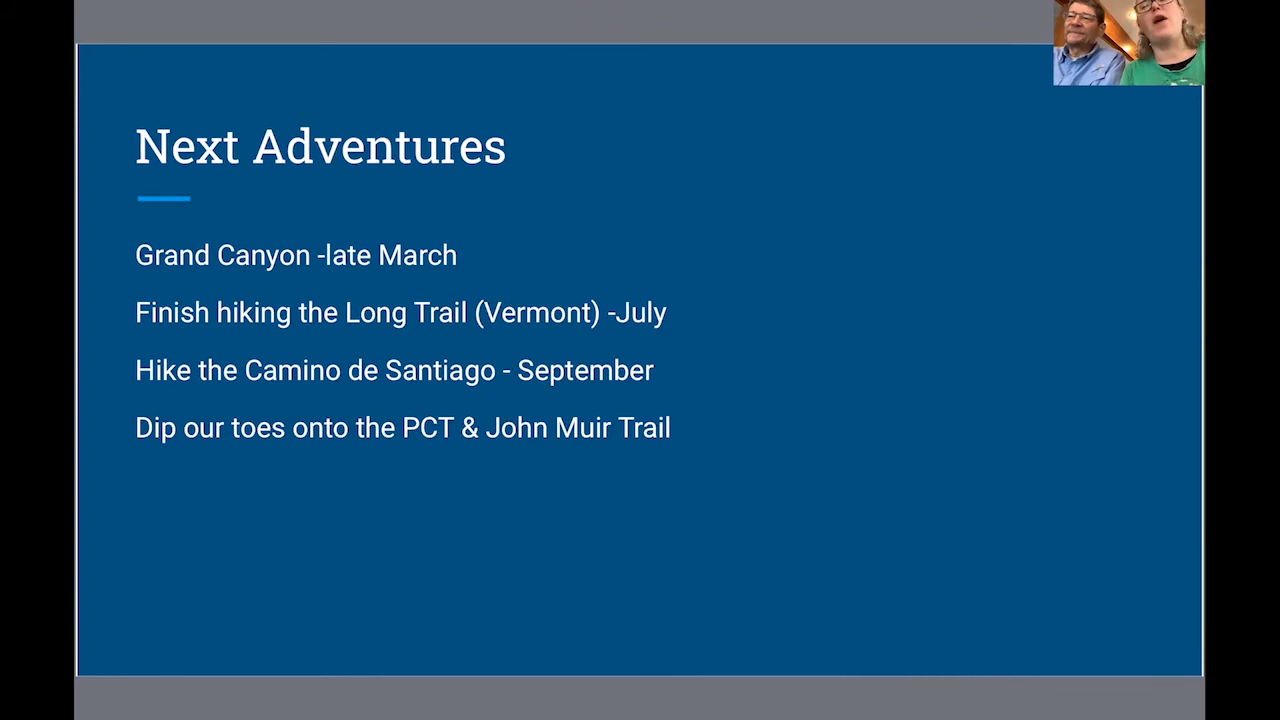 Next Adventures
Grand Canyon -late March
Finish hiking the Long Trail (Vermont) -July
Hike the Camino de Santiago - September
Dip our toes onto the PCT & John Muir Trail